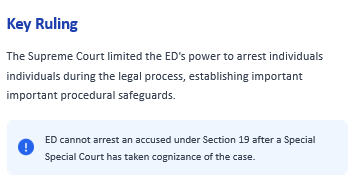 Key Ruling
The Supreme Court limited the ED's power to arrest individuals
individuals during the legal process, establishing important
important procedural safeguards.
ED cannot arrest an accused under Section 19 after a Special
Special Court has taken cognizance of the case.